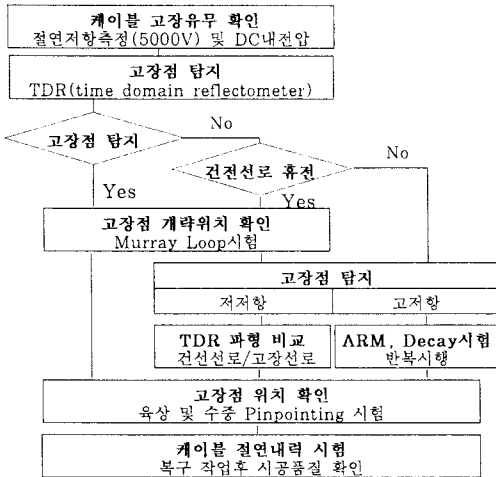 케이블 고장유무 확인
절연저항측정(5000V) 및 DC내전압
고장점 탐지
TDR(time domain reflectometer)
고장점 탐지
No
건전선로 휴전
No
Yes
Yes
고장점 개략위치 확인
Murray Loop시험
고장점 탐지
저저항
고저항
TDR 파형 비교
건선선로/고장선로
ARM, Decay시험
반복시행
고장점 위치 확인
육상 및 수중 Pinpointing 시험
케이블 절연내력 시험
복구 작업후 시공품질 확인